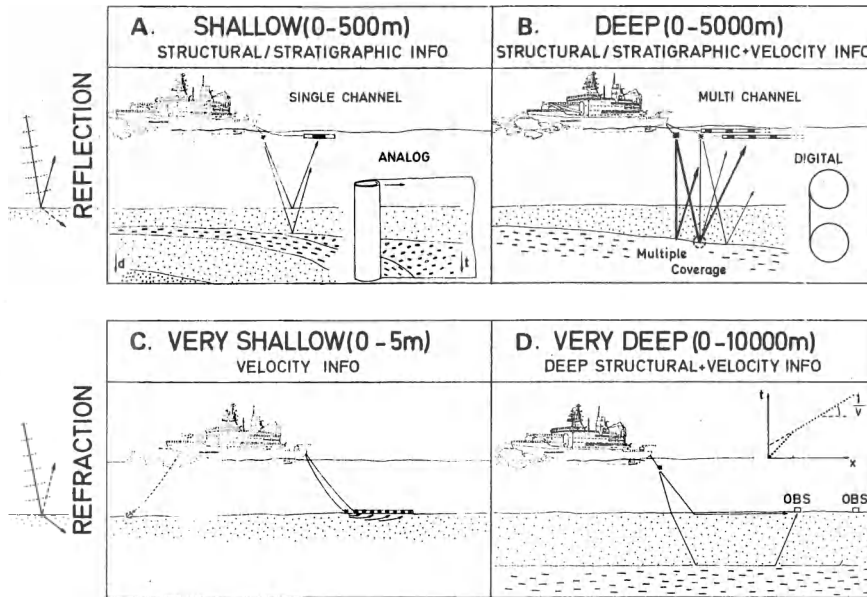 REFLECTION
A. SHALLOW(0-500m)
STRUCTURAL/STRATIGRAPHIC INFO
SINGLE CHANNEL
ANALOG
d
t
B. DEEP(0-5000m)
STRUCTURAL/STRATIGRAPHIC+VELOCITY INFO
MULTI CHANNEL
DIGITAL
Multiple
Coverage
REFRACTION
C. VERY SHALLOW(0-5m)
VELOCITY INFO
D. VERY DEEP(0-10000m)
DEEP STRUCTURAL+VELOCITY INFO
t
1
V
x
OBS
OBS